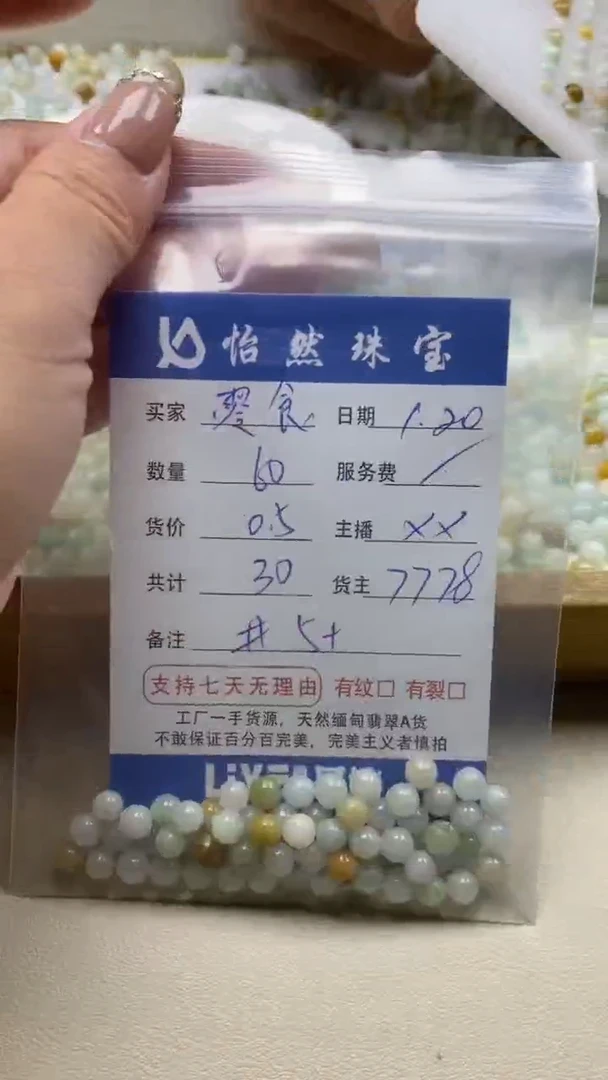 怡然珠宝
买家 零食 日期 1.20
数量 60 服务费 /
货价 0.5 主播 XX
共计 30 货主 7778
备注 # 5+
支持七天无理由 有纹□ 有裂□
工厂一手货源，天然缅甸翡翠A货
不敢保证百分百完美，完美主义者慎拍